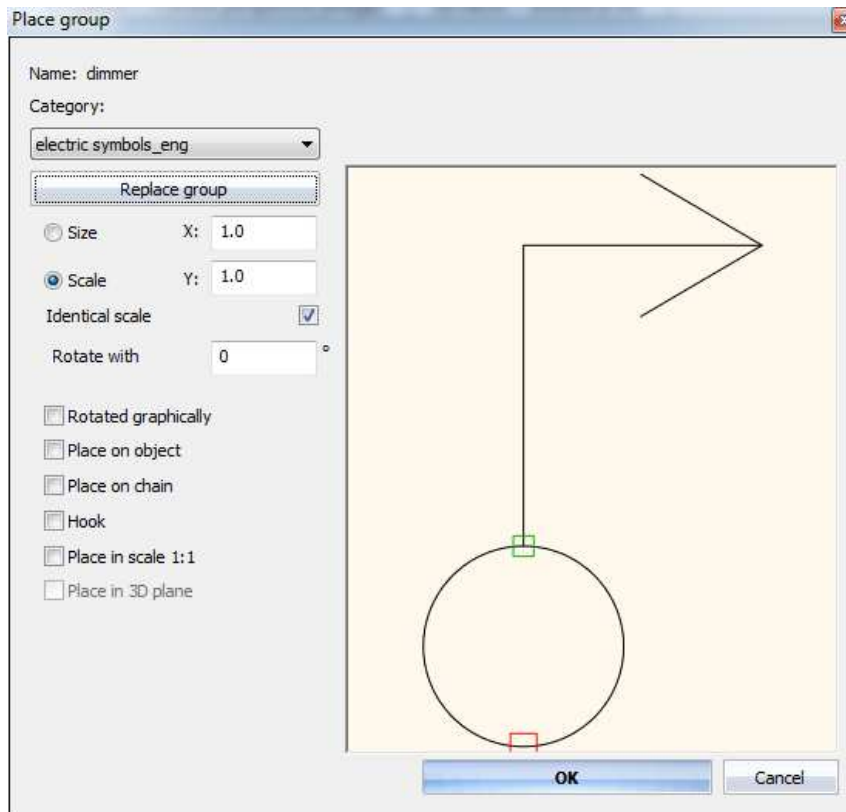 Place group
Name: dimmer
Category:
electric symbols_eng
Replace group
Size X: 1.0
Scale Y: 1.0
Identical scale
Rotate with 0 °
Rotated graphically
Place on object
Place on chain
Hook
Place in scale 1:1
Place in 3D plane
OK Cancel